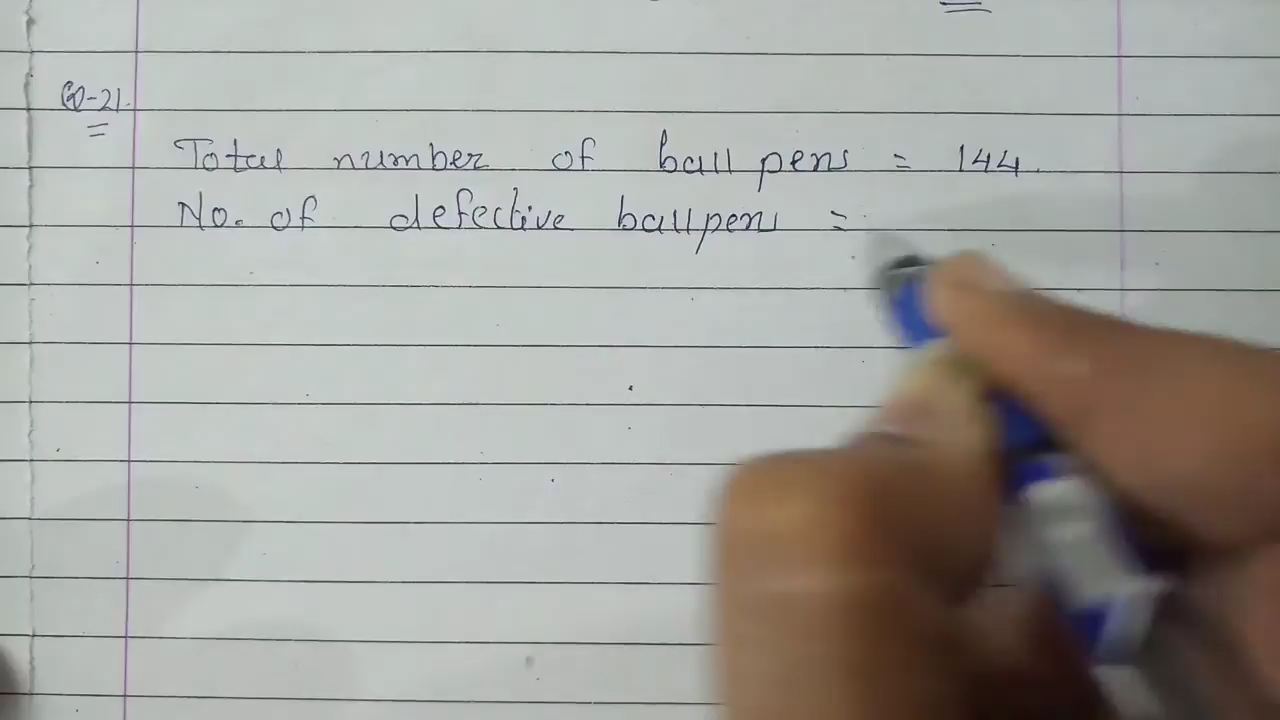 Q-21.
Total number of ball pens = 144.
No. of defective ballpens =